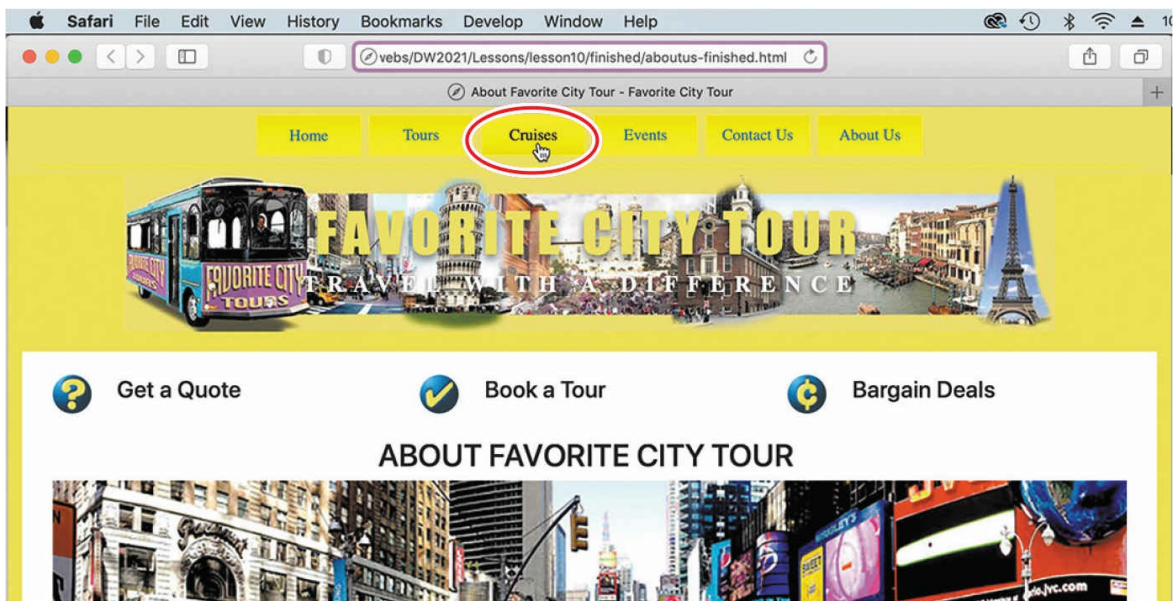 Safari File Edit View History Bookmarks Develop Window Help
vebs/DW2021/Lessons/lesson10/finished/aboutus-finished.html
About Favorite City Tour - Favorite City Tour
Home Tours Cruises Events Contact Us About Us
FAVORITE CITY TOUR
TRAVEL WITH A DIFFERENCE
FAVORITE CITY
TOURS
Get a Quote Book a Tour Bargain Deals
ABOUT FAVORITE CITY TOUR